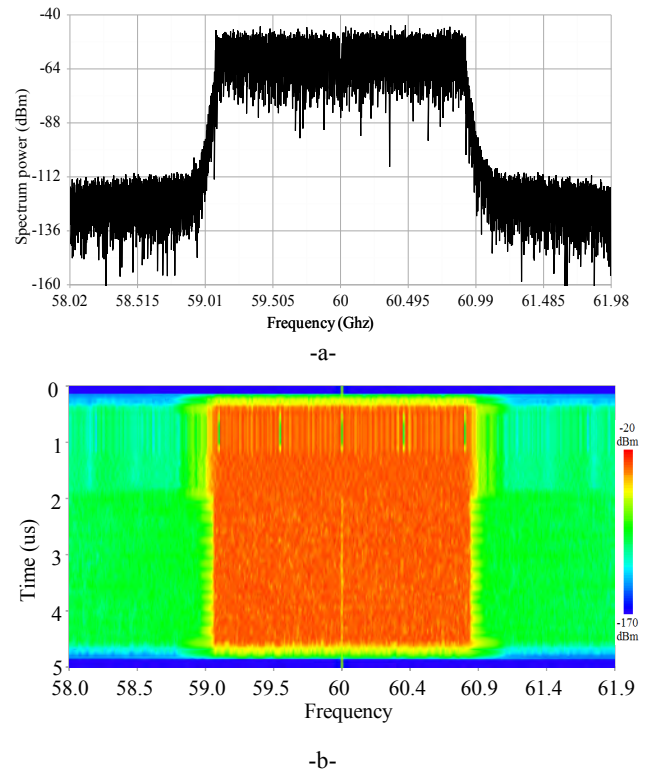 -40
-64
-88
-112
-136
-160
Spectrum power (dBm)
58.02 58.515 59.01 59.505 60 60.495 60.99 61.485 61.98
Frequency (Ghz)
-a-
0
1
2
3
4
5
Time (us)
-20
dBm
-170
dBm
58.0 58.5 59.0 59.5 60 60.4 60.9 61.4 61.9
Frequency
-b-